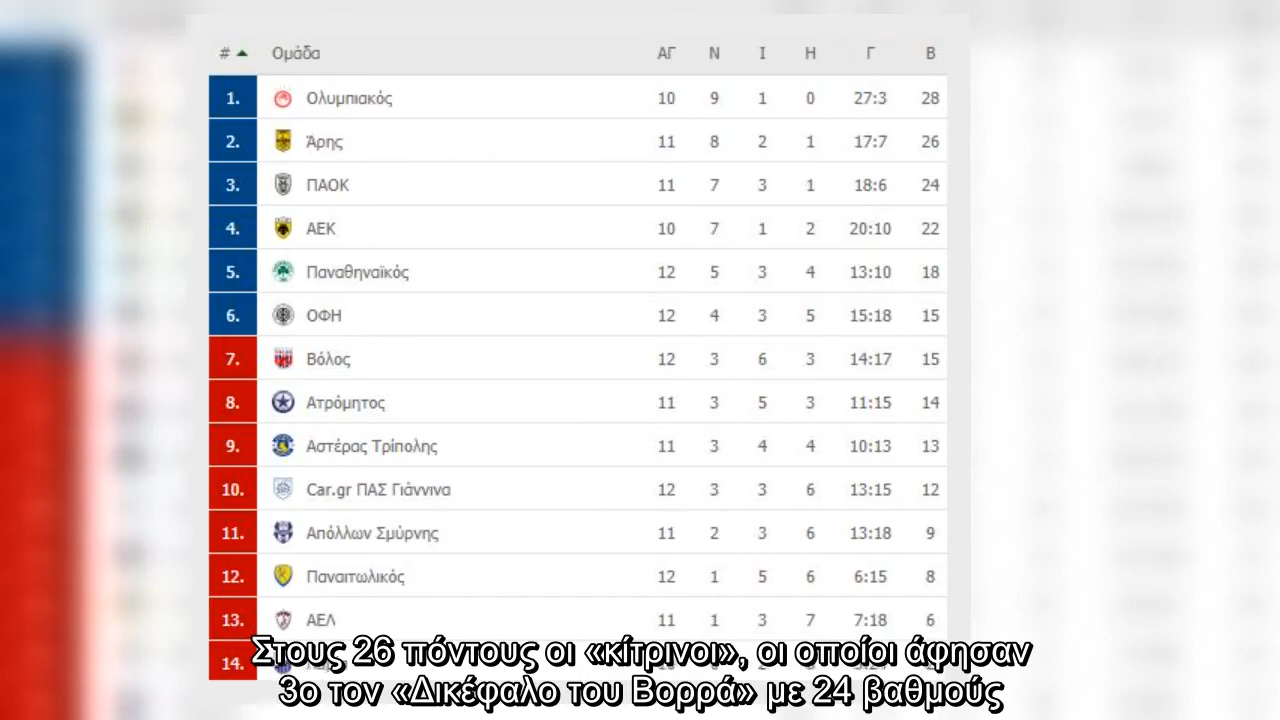 # Ομάδα ΑΓ Ν Ι Η Γ Β
1. Ολυμπιακός 10 9 1 0 27:3 28
2. Άρης 11 8 2 1 17:7 26
3. ΠΑΟΚ 11 7 3 1 18:6 24
4. ΑΕΚ 10 7 1 2 20:10 22
5. Παναθηναϊκός 12 5 3 4 13:10 18
6. ΟΦΗ 12 4 3 5 15:18 15
7. Βόλος 12 3 6 3 14:17 15
8. Ατρόμητος 11 3 5 3 11:15 14
9. Αστέρας Τρίπολης 11 3 4 4 10:13 13
10. Car.gr ΠΑΣ Γιάννινα 12 3 3 6 13:15 12
11. Απόλλων Σμύρνης 11 2 3 6 13:18 9
12. Παναιτωλικός 12 1 5 6 6:15 8
13. ΑΕΛ 11 1 3 7 7:18 6
14.
Στους 26 πόντους οι «κίτρινοι», οι οποίοι άφησαν
3ο τον «Δικέφαλο του Βορρά» με 24 βαθμούς